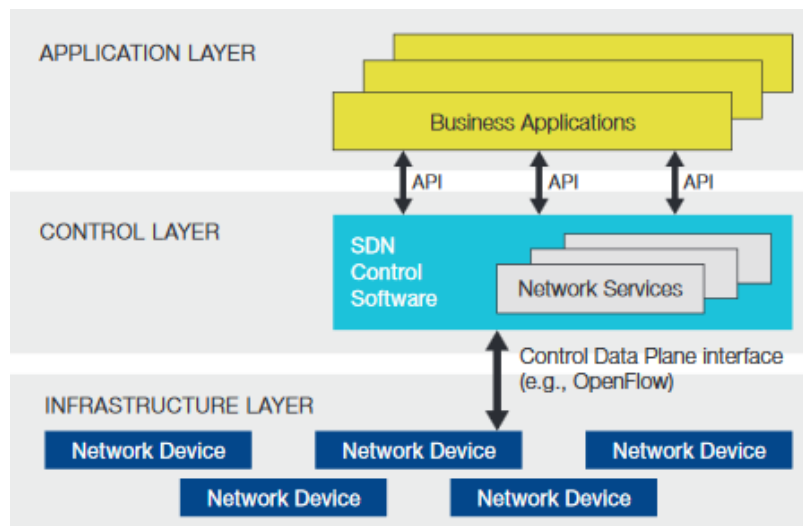 APPLICATION LAYER
Business Applications
API
API
API
CONTROL LAYER
SDN
Control
Software
Network Services
Control Data Plane interface
(e.g., OpenFlow)
INFRASTRUCTURE LAYER
Network Device
Network Device
Network Device
Network Device
Network Device